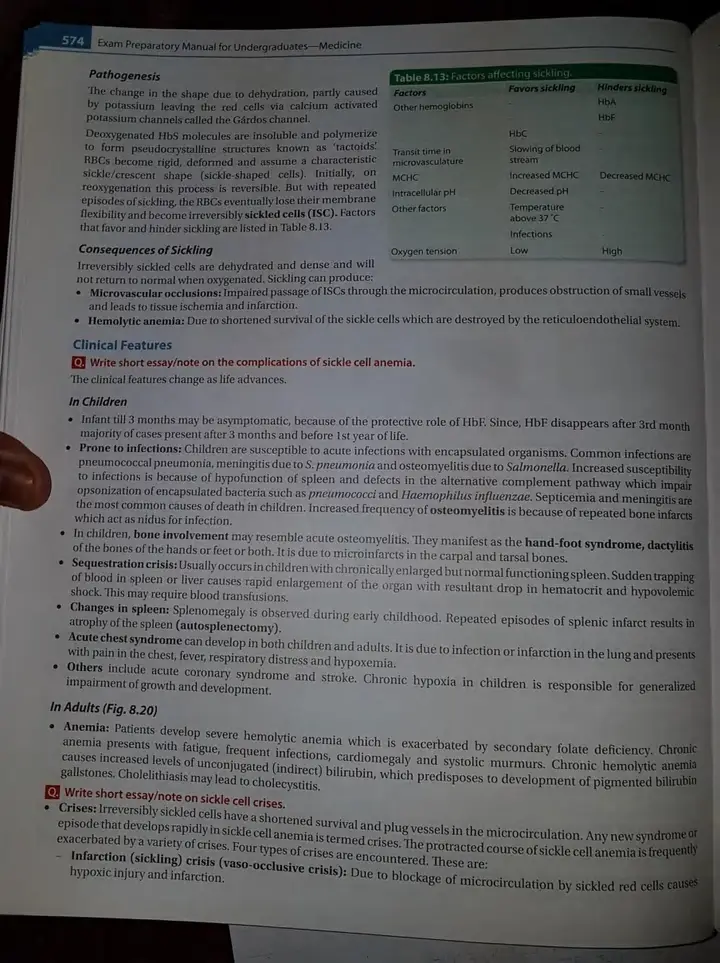 574 Exam Preparatory Manual for Undergraduates—Medicine
Pathogenesis
The change in the shape due to dehydration, partly caused
by potassium leaving the red cells via calcium activated
potassium channels called the Gárdos channel.
Deoxygenated HbS molecules are insoluble and polymerize
to form pseudocrystalline structures known as 'tactoids'.
RBCs become rigid, deformed and assume a characteristic
sickle/crescent shape (sickle-shaped cells). Initially, on
reoxygenation this process is reversible. But with repeated
episodes of sickling, the RBCs eventually lose their membrane
flexibility and become irreversibly sickled cells (ISC). Factors
that favor and hinder sickling are listed in Table 8.13.
Table 8.13: Factors affecting sickling.
Factors Favors sickling Hinders sickling
Other hemoglobins - HbA
- HbF
HbC -
Transit time in Slowing of blood -
microvasculature stream
MCHC Increased MCHC Decreased MCHC
Intracellular pH Decreased pH -
Other factors Temperature -
above 37 °C
Infections
Oxygen tension Low High
Consequences of Sickling
Irreversibly sickled cells are dehydrated and dense and will
not return to normal when oxygenated. Sickling can produce:
• Microvascular occlusions: Impaired passage of ISCs through the microcirculation, produces obstruction of small vessels
and leads to tissue ischemia and infarction.
• Hemolytic anemia: Due to shortened survival of the sickle cells which are destroyed by the reticuloendothelial system.
Clinical Features
Q. Write short essay/note on the complications of sickle cell anemia.
The clinical features change as life advances.
In Children
• Infant till 3 months may be asymptomatic, because of the protective role of HbF. Since, HbF disappears after 3rd month
majority of cases present after 3 months and before 1st year of life.
• Prone to infections: Children are susceptible to acute infections with encapsulated organisms. Common infections are
pneumococcal pneumonia, meningitis due to S. pneumonia and osteomyelitis due to Salmonella. Increased susceptibility
to infections is because of hypofunction of spleen and defects in the alternative complement pathway which impair
opsonization of encapsulated bacteria such as pneumococci and Haemophilus influenzae. Septicemia and meningitis are
the most common causes of death in children. Increased frequency of osteomyelitis is because of repeated bone infarcts
which act as nidus for infection.
• In children, bone involvement may resemble acute osteomyelitis. They manifest as the hand-foot syndrome, dactylitis
of the bones of the hands or feet or both. It is due to microinfarcts in the carpal and tarsal bones.
• Sequestration crisis: Usually occurs in children with chronically enlarged but normal functioning spleen. Sudden trapping
of blood in spleen or liver causes rapid enlargement of the organ with resultant drop in hematocrit and hypovolemic
shock. This may require blood transfusions.
• Changes in spleen: Splenomegaly is observed during early childhood. Repeated episodes of splenic infarct results in
atrophy of the spleen (autosplenectomy).
• Acute chest syndrome can develop in both children and adults. It is due to infection or infarction in the lung and presents
with pain in the chest, fever, respiratory distress and hypoxemia.
• Others include acute coronary syndrome and stroke. Chronic hypoxia in children is responsible for generalized
impairment of growth and development.
In Adults (Fig. 8.20)
• Anemia: Patients develop severe hemolytic anemia which is exacerbated by secondary folate deficiency. Chronic
anemia presents with fatigue, frequent infections, cardiomegaly and systolic murmurs. Chronic hemolytic anemia
causes increased levels of unconjugated (indirect) bilirubin, which predisposes to development of pigmented bilirubin
gallstones. Cholelithiasis may lead to cholecystitis.
Q. Write short essay/note on sickle cell crises.
• Crises: Irreversibly sickled cells have a shortened survival and plug vessels in the microcirculation. Any new syndrome or
episode that develops rapidly in sickle cell anemia is termed crises. The protracted course of sickle cell anemia is frequently
exacerbated by a variety of crises. Four types of crises are encountered. These are:
– Infarction (sickling) crisis (vaso-occlusive crisis): Due to blockage of microcirculation by sickled red cells causes
hypoxic injury and infarction.